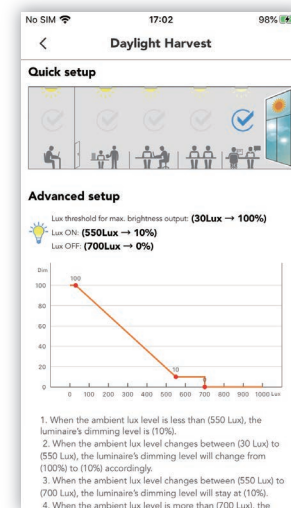 No SIM 17:02 98%
Daylight Harvest
Quick setup
Advanced setup
Lux threshold for max. brightness output: (30Lux → 100%)
Lux ON: (550Lux → 10%)
Lux OFF: (700Lux → 0%)
Dim
100
80
60
40
20
0
100
10
0 100 200 300 400 500 600 700 800 900 1000 Lux
1. When the ambient lux level is less than (550 Lux), the
luminaire's dimming level is (10%).
2. When the ambient lux level changes between (30 Lux) to
(550 Lux), the luminaire's dimming level will change from
(100%) to (10%) accordingly.
3. When the ambient lux level changes between (550 Lux) to
(700 Lux), the luminaire's dimming level will stay at (10%).
4. When the ambient lux level is more than (700 Lux), the